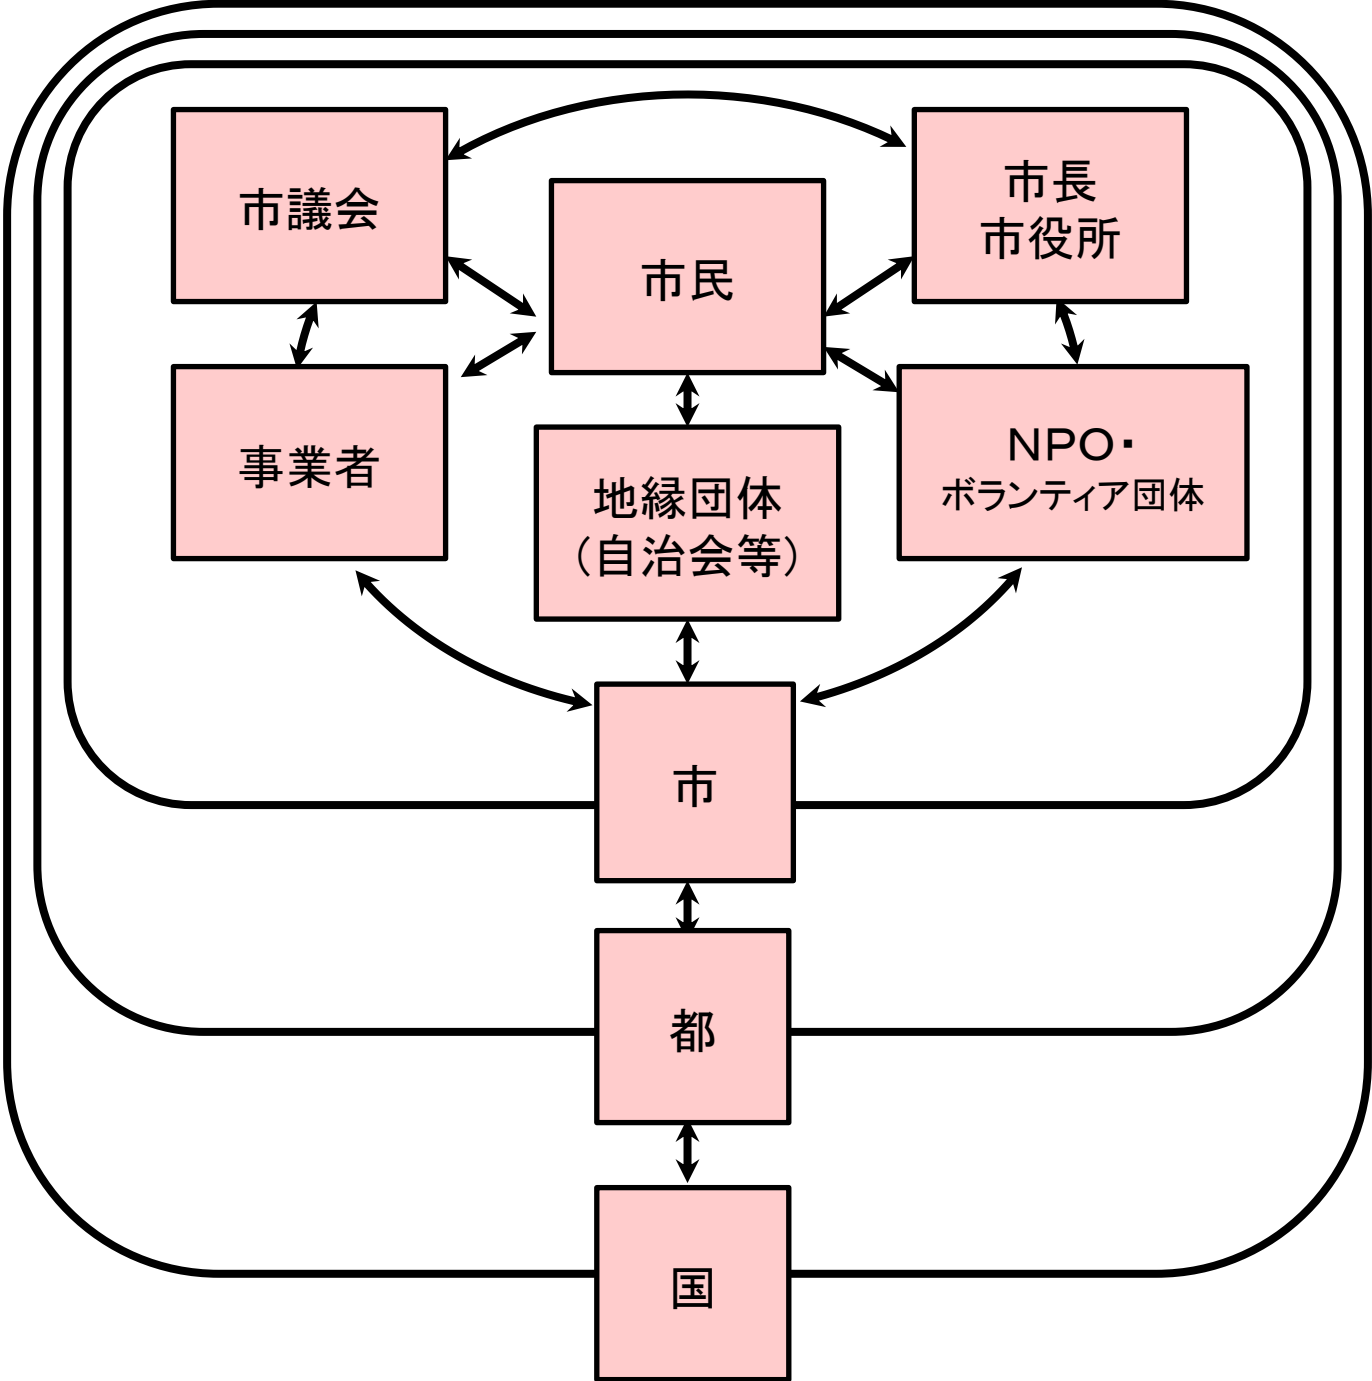 市議会
市長
市役所
市民
事業者
NPO・
ボランティア団体
地縁団体
（自治会等）
市
都
国